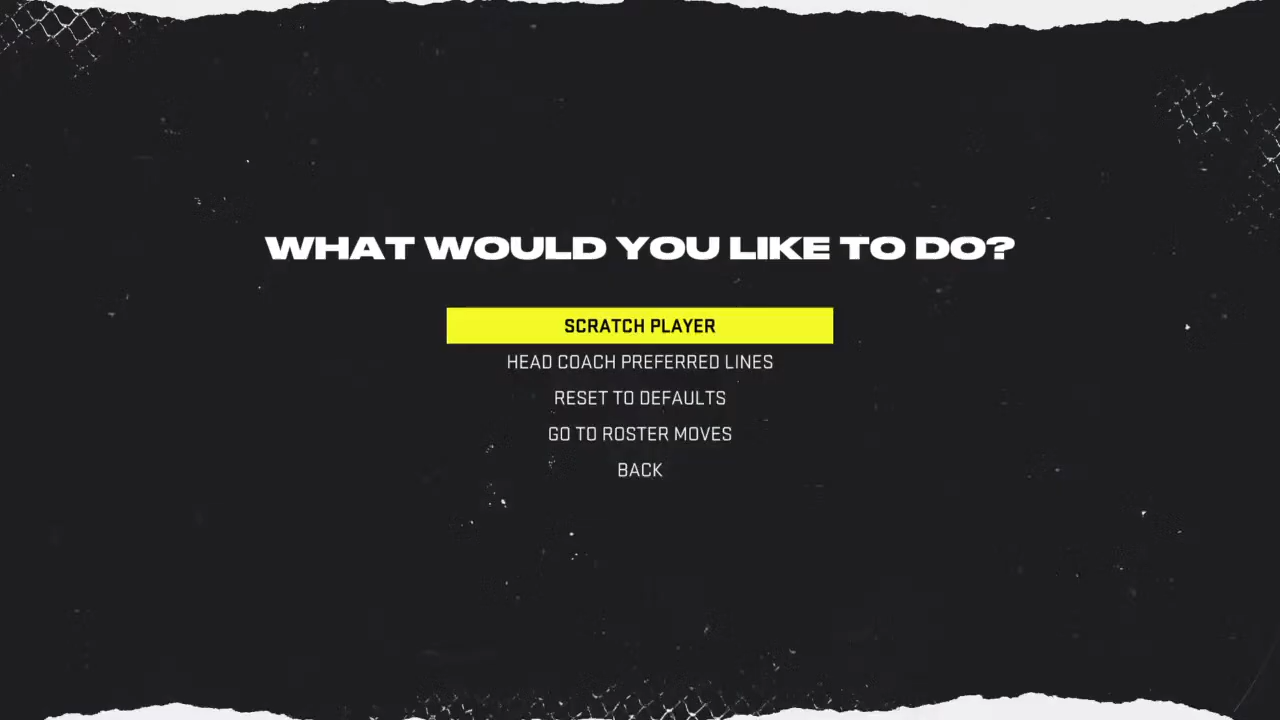 WHAT WOULD YOU LIKE TO DO?
SCRATCH PLAYER
HEAD COACH PREFERRED LINES
RESET TO DEFAULTS
GO TO ROSTER MOVES
BACK